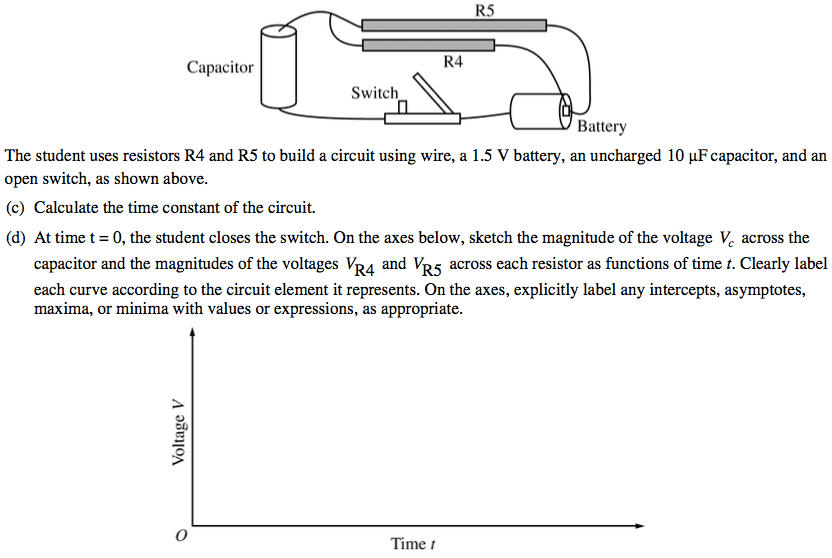 R5
R4
Capacitor
Switch
Battery
The student uses resistors R4 and R5 to build a circuit using wire, a 1.5 V battery, an uncharged 10 μF capacitor, and an
open switch, as shown above.
(c) Calculate the time constant of the circuit.
(d) At time t = 0, the student closes the switch. On the axes below, sketch the magnitude of the voltage Vc across the
capacitor and the magnitudes of the voltages VR4 and VR5 across each resistor as functions of time t. Clearly label
each curve according to the circuit element it represents. On the axes, explicitly label any intercepts, asymptotes,
maxima, or minima with values or expressions, as appropriate.
Voltage V
O
Time t